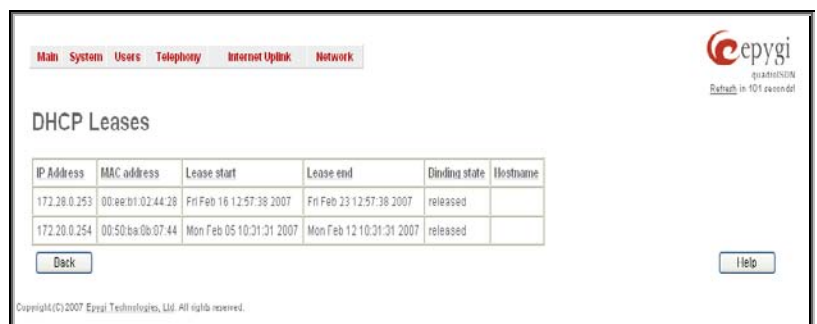 Main System Users Telephony Internet Uplink Network
epygi
quadroISDN
Refresh in 101 seconds!
DHCP Leases
IP Address MAC address Lease start Lease end Binding state Hostname
172.28.0.253 00:ee:b1:02:44:28 Fri Feb 16 12:57:38 2007 Fri Feb 23 12:57:38 2007 released
172.28.0.254 00:50:ba:0b:07:44 Mon Feb 05 10:31:31 2007 Mon Feb 12 10:31:31 2007 released
Back Help
Copyright (C) 2007 Epygi Technologies, Ltd. All rights reserved.